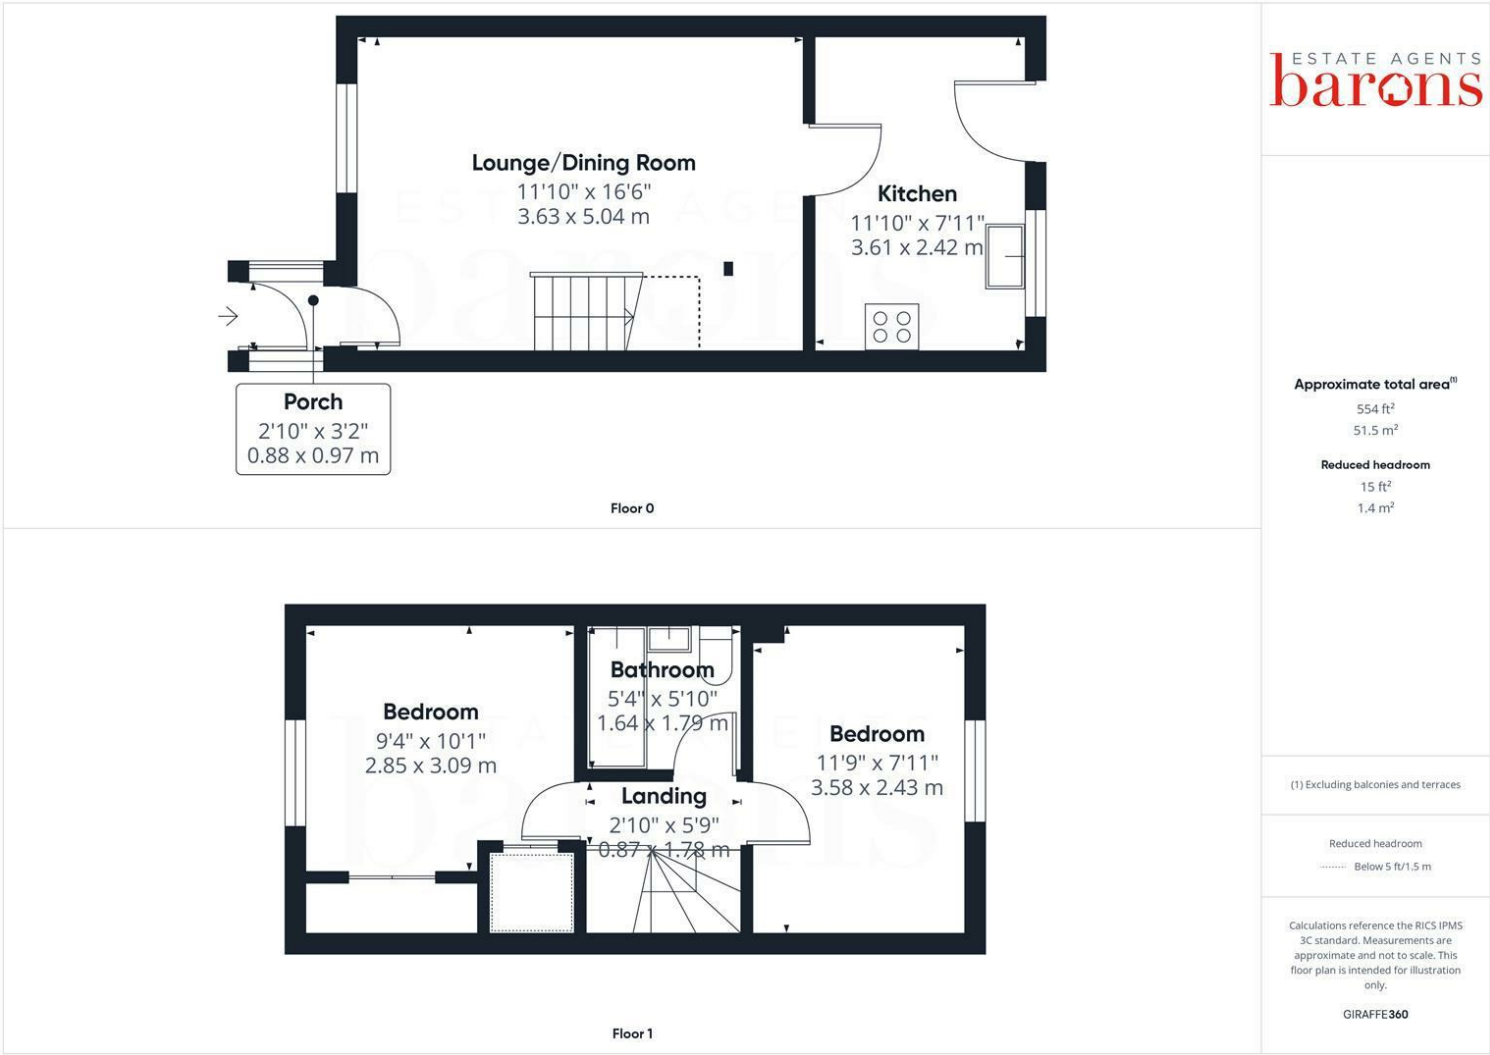 Lounge/Dining Room
11'10" x 16'6"
3.63 x 5.04 m
Kitchen
11'10" x 7'11"
3.61 x 2.42 m
Porch
2'10" x 3'2"
0.88 x 0.97 m
Floor 0
Bedroom
9'4" x 10'1"
2.85 x 3.09 m
Bathroom
5'4" x 5'10"
1.64 x 1.79 m
Landing
2'10" x 5'9"
0.87 x 1.78 m
Bedroom
11'9" x 7'11"
3.58 x 2.43 m
Floor 1
ESTATE AGENTS
barons
Approximate total area(1)
554 ft²
51.5 m²
Reduced headroom
15 ft²
1.4 m²
(1) Excluding balconies and terraces
Reduced headroom
Below 5 ft/1.5 m
Calculations reference the RICS IPMS
3C standard. Measurements are
approximate and not to scale. This
floor plan is intended for illustration
only.
GIRAFFE360